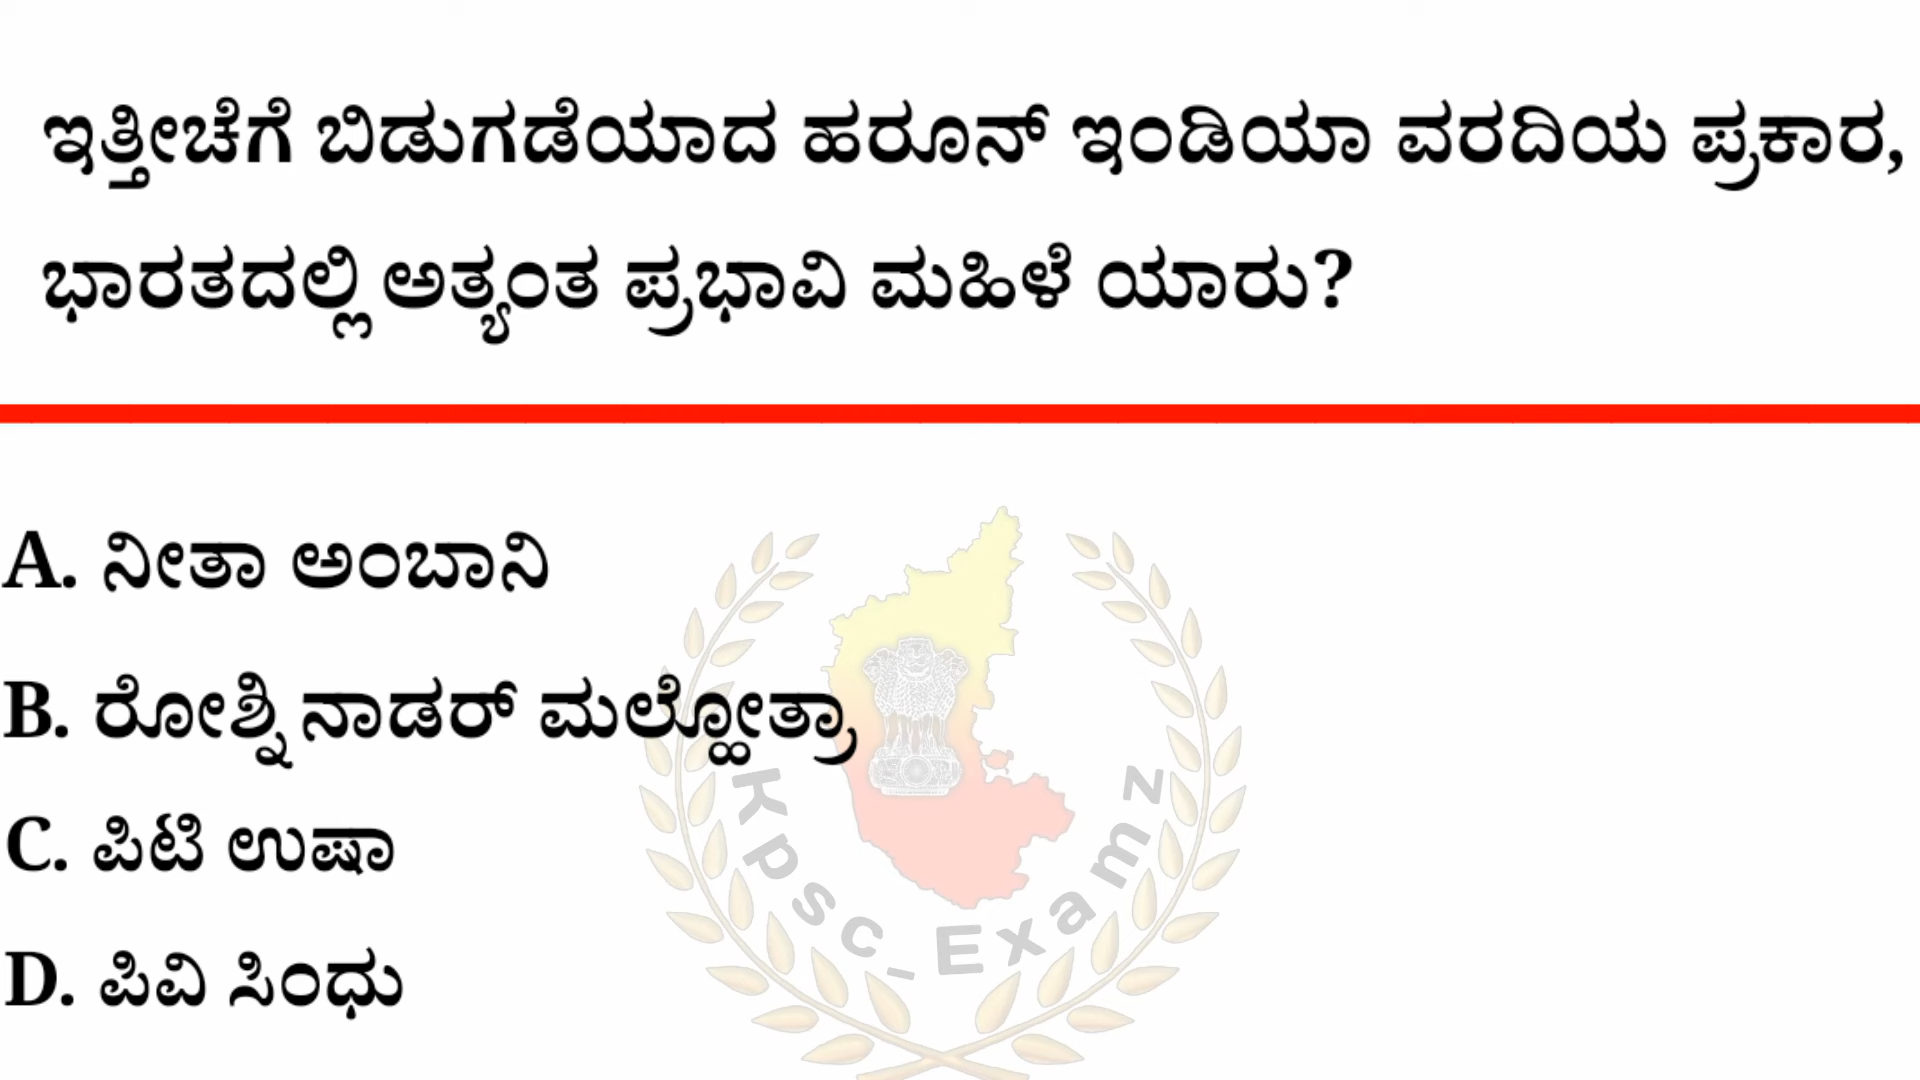 ಇತ್ತೀಚೆಗೆ ಬಿಡುಗಡೆಯಾದ ಹರೂನ್ ಇಂಡಿಯಾ ವರದಿಯ ಪ್ರಕಾರ,
ಭಾರತದಲ್ಲಿ ಅತ್ಯಂತ ಪ್ರಭಾವಿ ಮಹಿಳೆ ಯಾರು?
A. ನೀತಾ ಅಂಬಾನಿ
B. ರೋಶ್ನಿ ನಾಡರ್ ಮಲ್ಹೋತ್ರಾ
C. ಪಿಟಿ ಉಷಾ
D. ಪಿವಿ ಸಿಂಧು
Kpsc_Examz